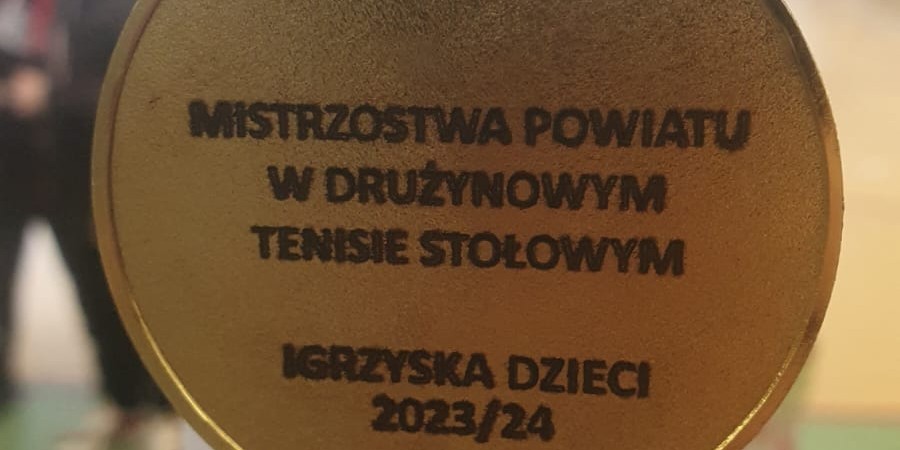 MISTRZOSTWA POWIATU
W DRUŻYNOWYM
TENISIE STOŁOWYM
IGRZYSKA DZIECI
2023/24